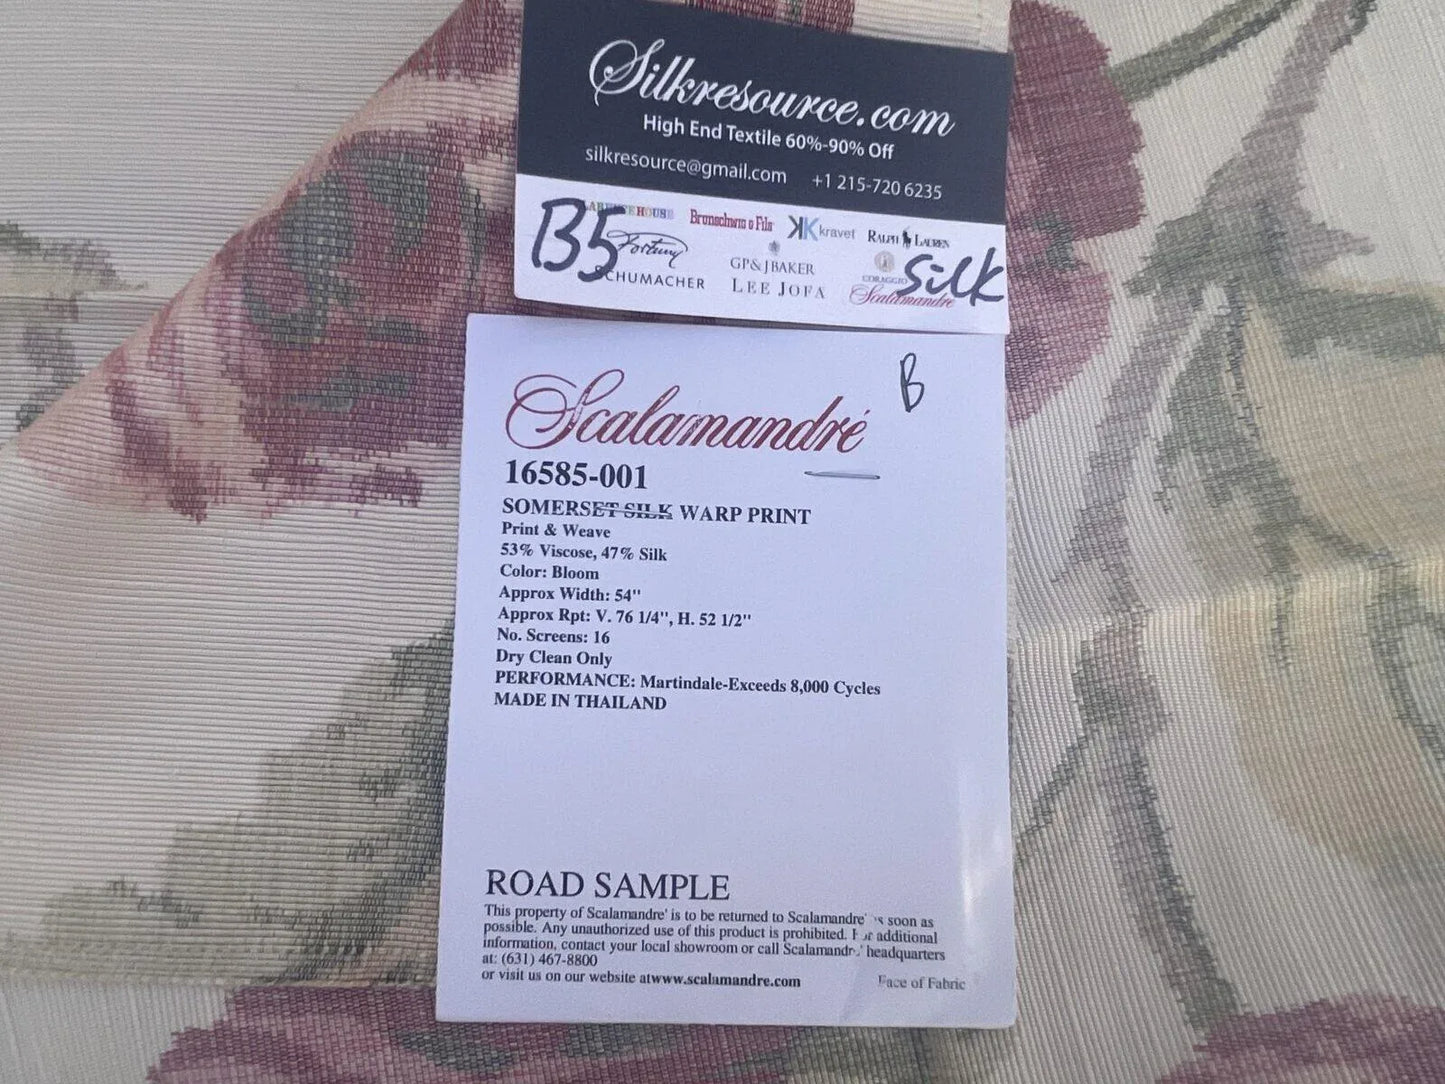 Silkresource.com
High End Textile 60%-90% Off
silkresource@gmail.com +1 215-720 6235
B5
HOUSE Brunschwig & Fils kravet RALPH LAUREN
Fortuny GP&JBAKER CORAGGIO Silk
SCHUMACHER LEE JOFA Scalamandré
B
Scalamandré
16585-001
SOMERSET SILK WARP PRINT
Print & Weave
53% Viscose, 47% Silk
Color: Bloom
Approx Width: 54"
Approx Rpt: V. 76 1/4", H. 52 1/2"
No. Screens: 16
Dry Clean Only
PERFORMANCE: Martindale-Exceeds 8,000 Cycles
MADE IN THAILAND
ROAD SAMPLE
This property of Scalamandre' is to be returned to Scalamandre' as soon as
possible. Any unauthorized use of this product is prohibited. For additional
information, contact your local showroom or call Scalamandre' headquarters
at: (631) 467-8800
or visit us on our website atwww.scalamandre.com Face of Fabric